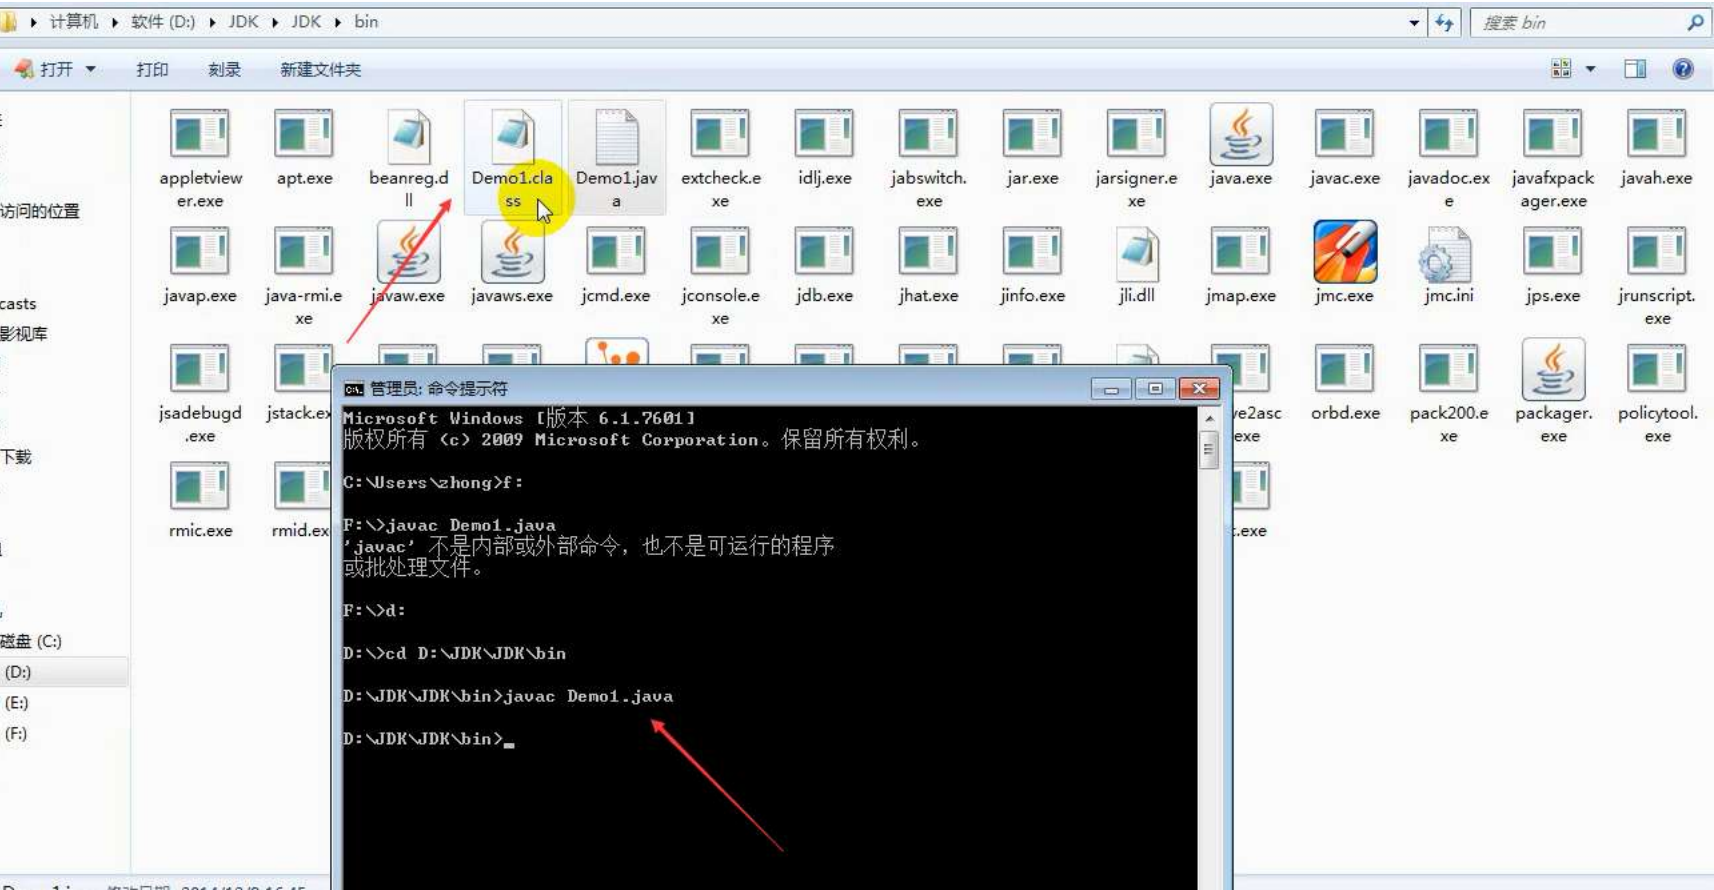 计算机 ▸ 软件 (D:) ▸ JDK ▸ JDK ▸ bin
搜索 bin
打开 打印 刻录 新建文件夹
appletviewer.exe
apt.exe
beanreg.dll
Demo1.class
Demo1.java
extcheck.exe
idlj.exe
jabswitch.exe
jar.exe
jarsigner.exe
java.exe
javac.exe
javadoc.exe
javafxpackager.exe
javah.exe
访问的位置
javap.exe
java-rmi.exe
javaw.exe
javaws.exe
jcmd.exe
jconsole.exe
jdb.exe
jhat.exe
jinfo.exe
jli.dll
jmap.exe
jmc.exe
jmc.ini
jps.exe
jrunscript.exe
casts
影视库
下载
磁盘 (C:)
(D:)
(E:)
(F:)
jsadebugd.exe
jstack.ex
ve2asc
exe
orbd.exe
pack200.exe
packager.exe
policytool.exe
rmic.exe
rmid.ex
c.exe
管理员: 命令提示符
Microsoft Windows [版本 6.1.7601]
版权所有 (c) 2009 Microsoft Corporation。保留所有权利。
C:\Users\zhong>f:
F:\>javac Demo1.java
'javac' 不是内部或外部命令，也不是可运行的程序
或批处理文件。
F:\>d:
D:\>cd D:\JDK\JDK\bin
D:\JDK\JDK\bin>javac Demo1.java
D:\JDK\JDK\bin>_